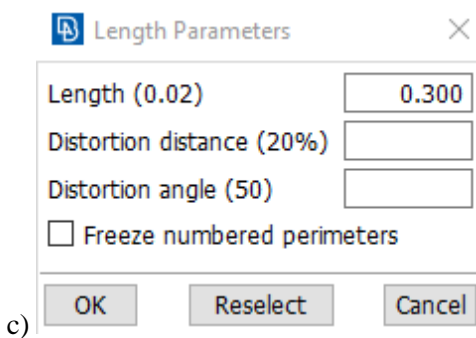 Length Parameters
Length (0.02) 0.300
Distortion distance (20%)
Distortion angle (50)
Freeze numbered perimeters
OK Reselect Cancel
c)